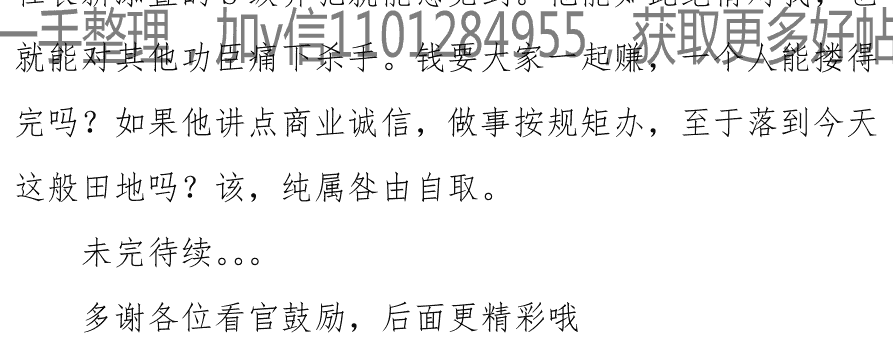 一手整理，加v信1101284955，获取更多好帖
就能对其他功臣痛下杀手。钱要大家一起赚，一个人能搂得
完吗？如果他讲点商业诚信，做事按规矩办，至于落到今天
这般田地吗？该，纯属咎由自取。
未完待续。。。
多谢各位看官鼓励，后面更精彩哦